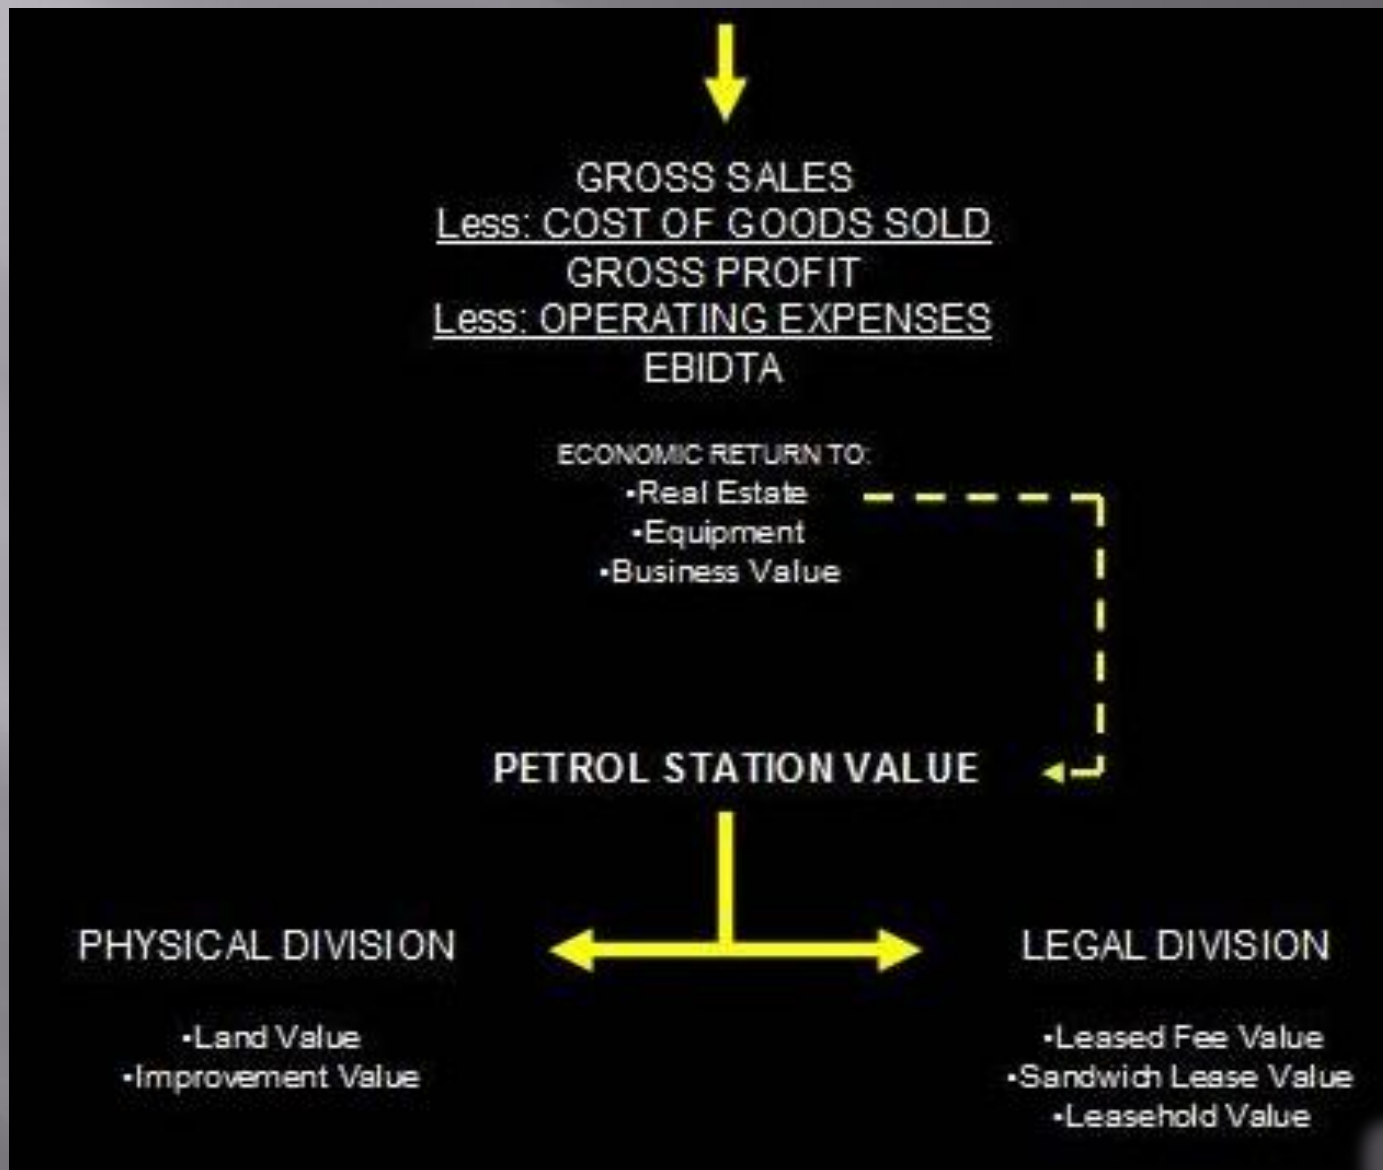 GROSS SALES
Less: COST OF GOODS SOLD
GROSS PROFIT
Less: OPERATING EXPENSES
EBIDTA
ECONOMIC RETURN TO:
▪Real Estate
▪Equipment
▪Business Value
PETROL STATION VALUE
PHYSICAL DIVISION
LEGAL DIVISION
▪Land Value
▪Improvement Value
▪Leased Fee Value
▪Sandwich Lease Value
▪Leasehold Value